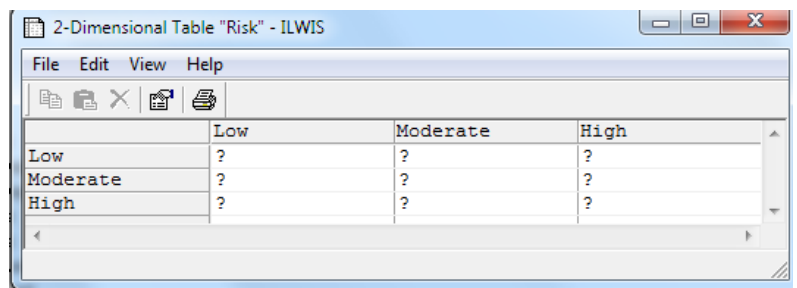 2-Dimensional Table "Risk" - ILWIS
File Edit View Help
Low Moderate High
Low ? ? ?
Moderate ? ? ?
High ? ? ?